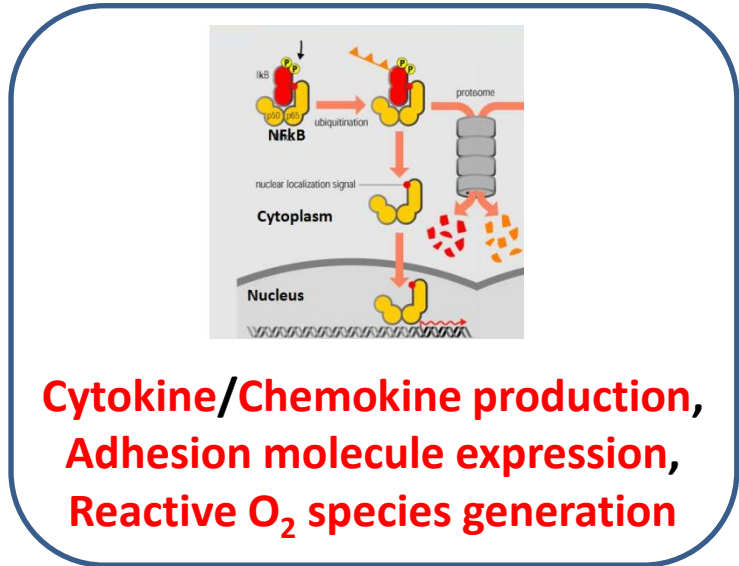 P
P
IkB
p50
p65
NFkB
ubiquitination
P
P
proteome
nuclear localization signal
Cytoplasm
Nucleus
Cytokine/Chemokine production,
Adhesion molecule expression,
Reactive O₂ species generation